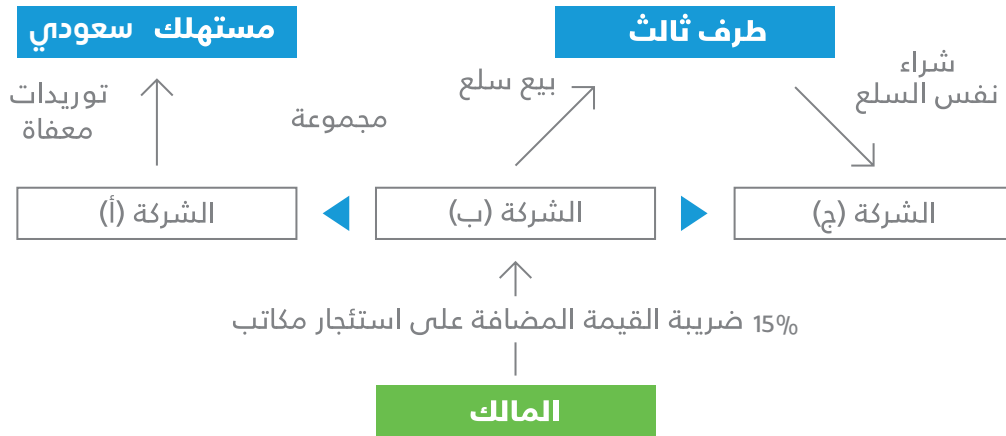 طرف ثالث
مستهلك سعودي
شراء
نفس السلع
بيع سلع
مجموعة
توريدات
معفاة
الشركة (ج)
الشركة (ب)
الشركة (أ)
15% ضريبة القيمة المضافة على استئجار مكاتب
المالك